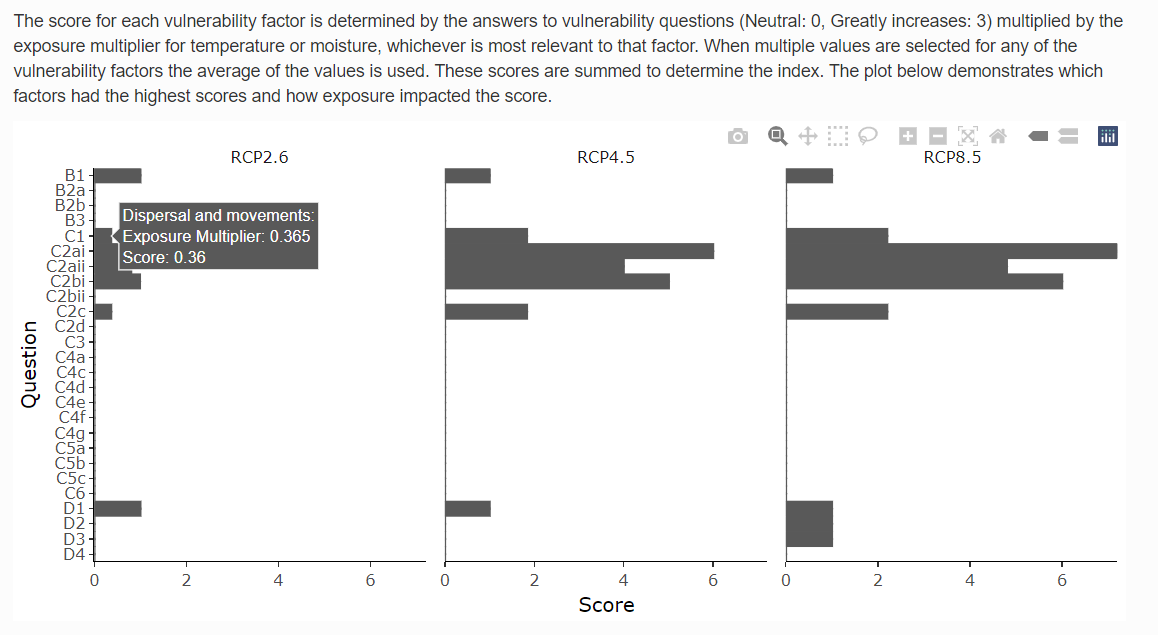 The score for each vulnerability factor is determined by the answers to vulnerability questions (Neutral: 0, Greatly increases: 3) multiplied by the
exposure multiplier for temperature or moisture, whichever is most relevant to that factor. When multiple values are selected for any of the
vulnerability factors the average of the values is used. These scores are summed to determine the index. The plot below demonstrates which
factors had the highest scores and how exposure impacted the score.
RCP2.6
RCP4.5
RCP8.5
Question
B1
B2a
B2b
B3
C1
C2ai
C2aii
C2bi
C2bii
C2c
C2d
C3
C4a
C4c
C4d
C4e
C4f
C4g
C5a
C5b
C5c
C6
D1
D2
D3
D4
Dispersal and movements:
Exposure Multiplier: 0.365
Score: 0.36
0 2 4 6
0 2 4 6
0 2 4 6
Score